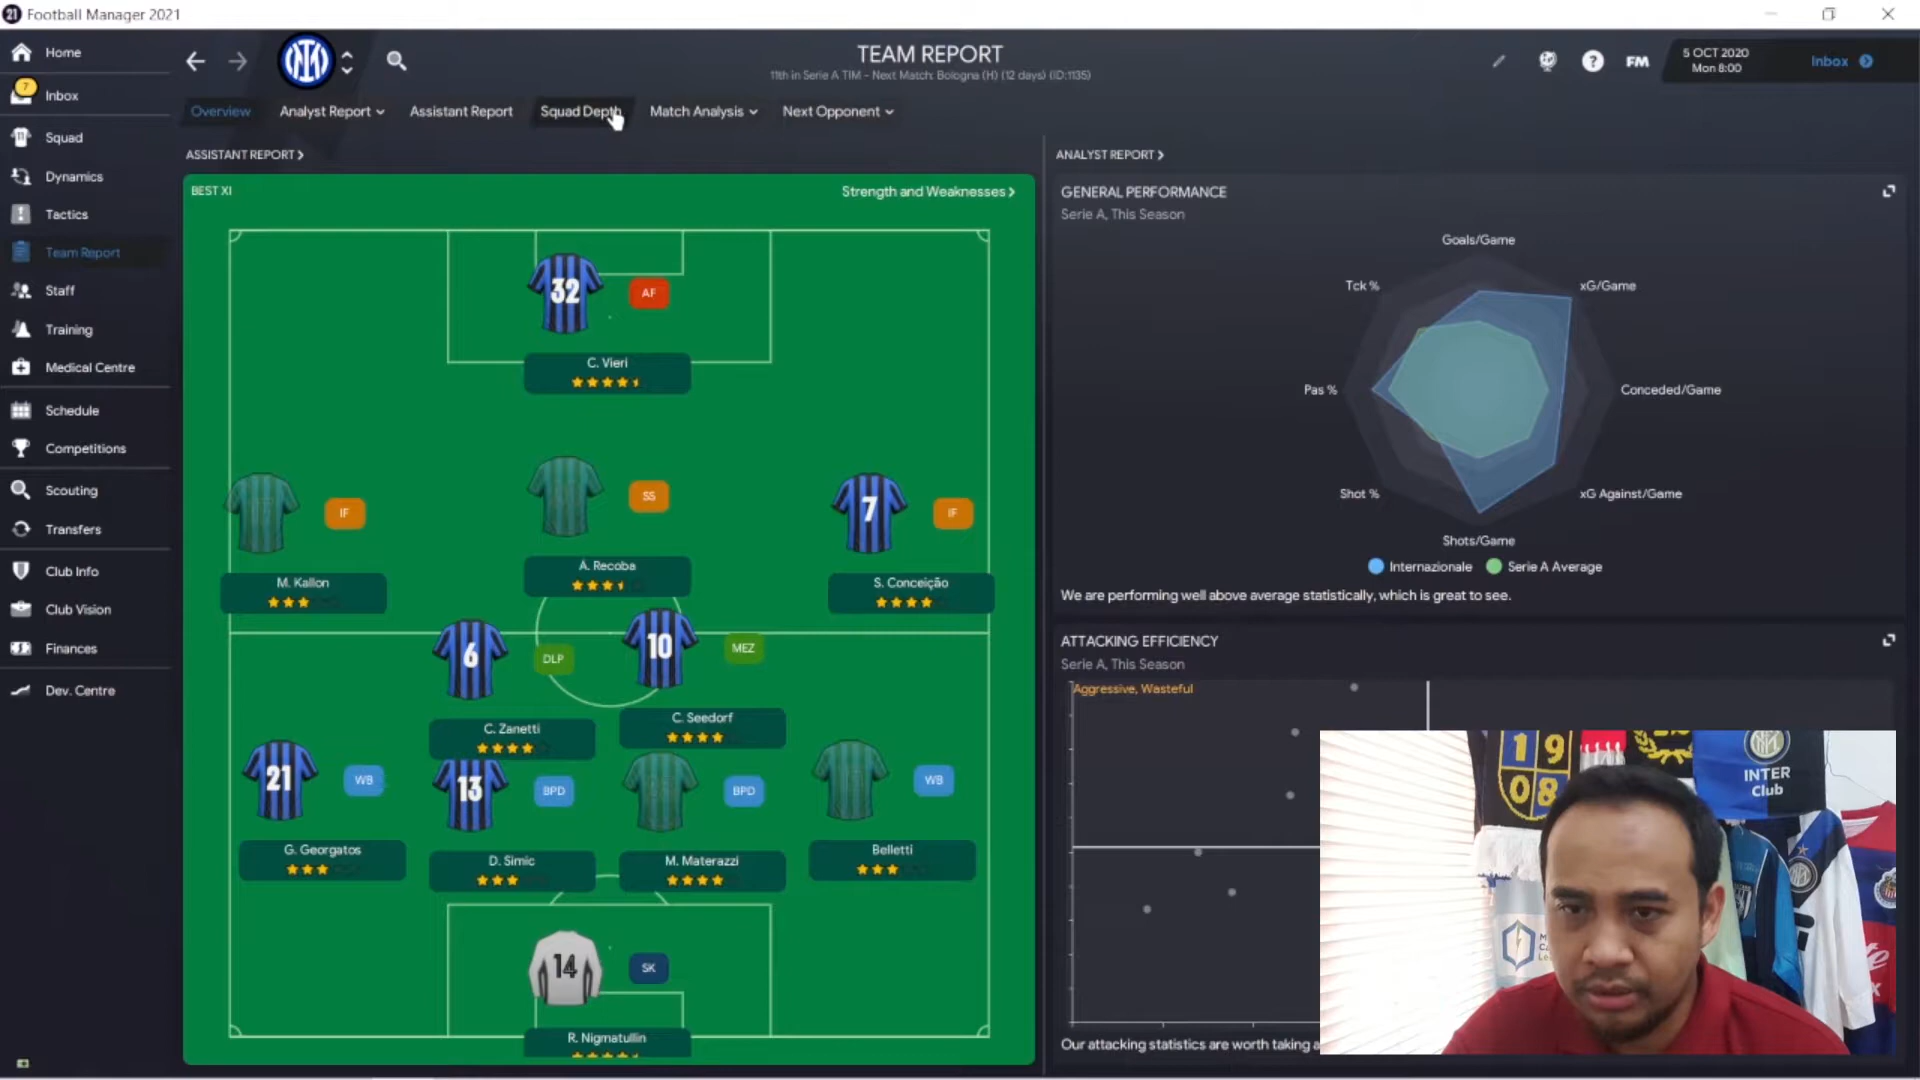 Football Manager 2021
Home
7
Inbox
Squad
Dynamics
Tactics
Team Report
Staff
Training
Medical Centre
Schedule
Competitions
Scouting
Transfers
Club Info
Club Vision
Finances
Dev. Centre
TEAM REPORT
11th in Serie A TIM - Next Match: Bologna (H) (12 days) (ID:1135)
FM
5 OCT 2020
Mon 8:00
Inbox
Overview Analyst Report Assistant Report Squad Depth Match Analysis Next Opponent
ASSISTANT REPORT
BEST XI
Strength and Weaknesses
32 AF
C. Vieri
IF
M. Kallon
SS
Á. Recoba
7 IF
S. Conceição
6 DLP
C. Zanetti
10 MEZ
C. Seedorf
21 WB
G. Georgatos
13 BPD
D. Simic
BPD
M. Materazzi
WB
Belletti
14 SK
R. Nigmatullin
ANALYST REPORT
GENERAL PERFORMANCE
Serie A, This Season
Goals/Game
xG/Game
Conceded/Game
xG Against/Game
Shots/Game
Shot %
Pas %
Tck %
Internazionale Serie A Average
We are performing well above average statistically, which is great to see.
ATTACKING EFFICIENCY
Serie A, This Season
Aggressive, Wasteful
Our attacking statistics are worth taking a
19
08
INTER
Club